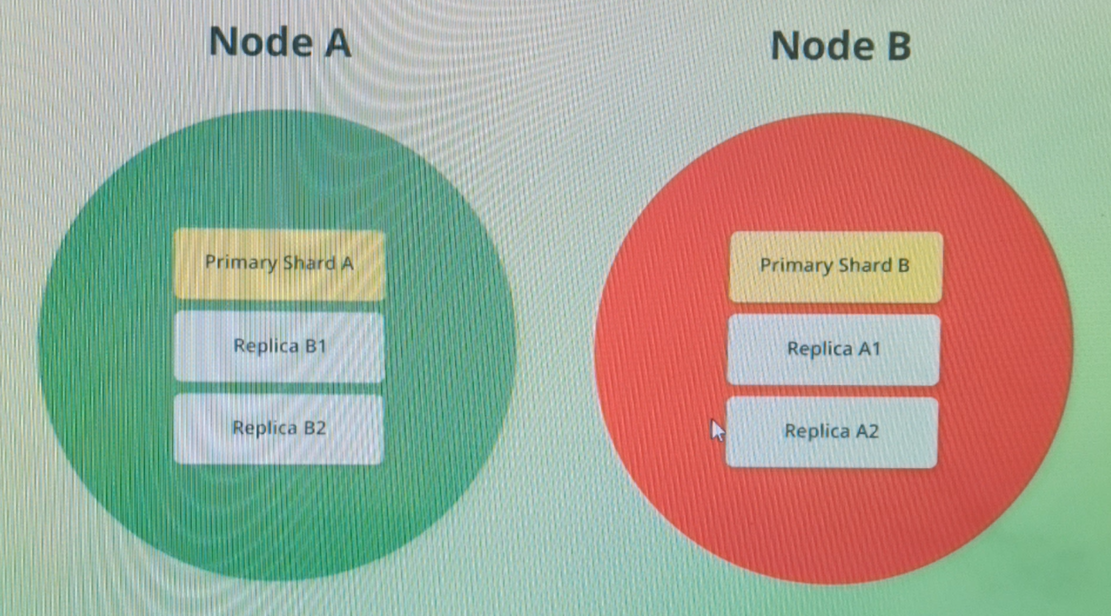 Node A
Primary Shard A
Replica B1
Replica B2
Node B
Primary Shard B
Replica A1
Replica A2